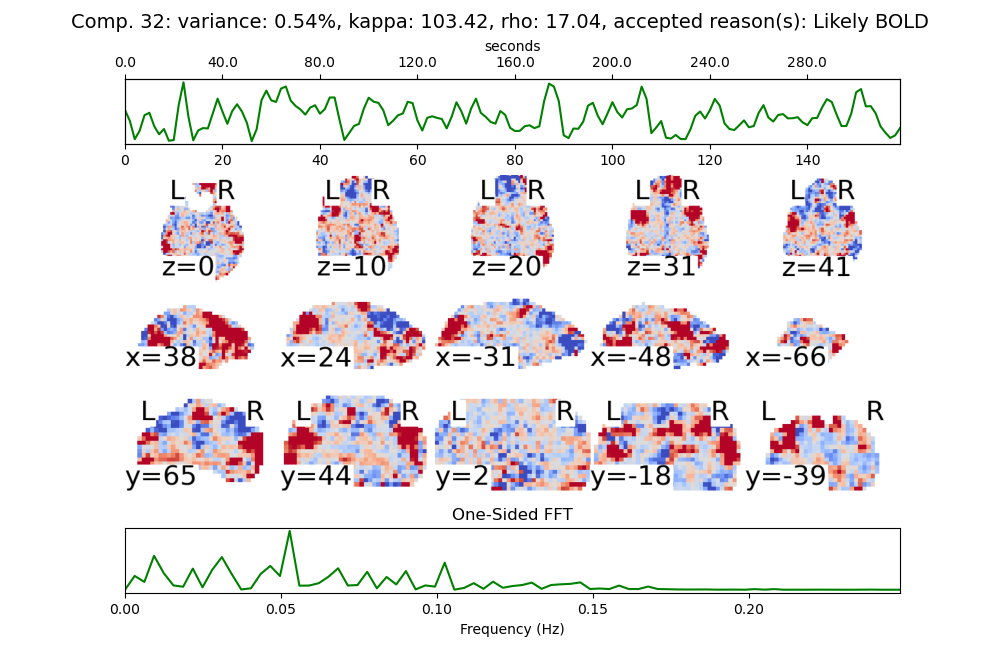 Comp. 32: variance: 0.54%, kappa: 103.42, rho: 17.04, accepted reason(s): Likely BOLD
seconds
0.0 40.0 80.0 120.0 160.0 200.0 240.0 280.0
0 20 40 60 80 100 120 140
L R L R L R L R L R
z=0 z=10 z=20 z=31 z=41
x=38 x=24 x=-31 x=-48 x=-66
L R L R L R L R L R
y=65 y=44 y=2 y=-18 y=-39
One-Sided FFT
0.00 0.05 0.10 0.15 0.20
Frequency (Hz)